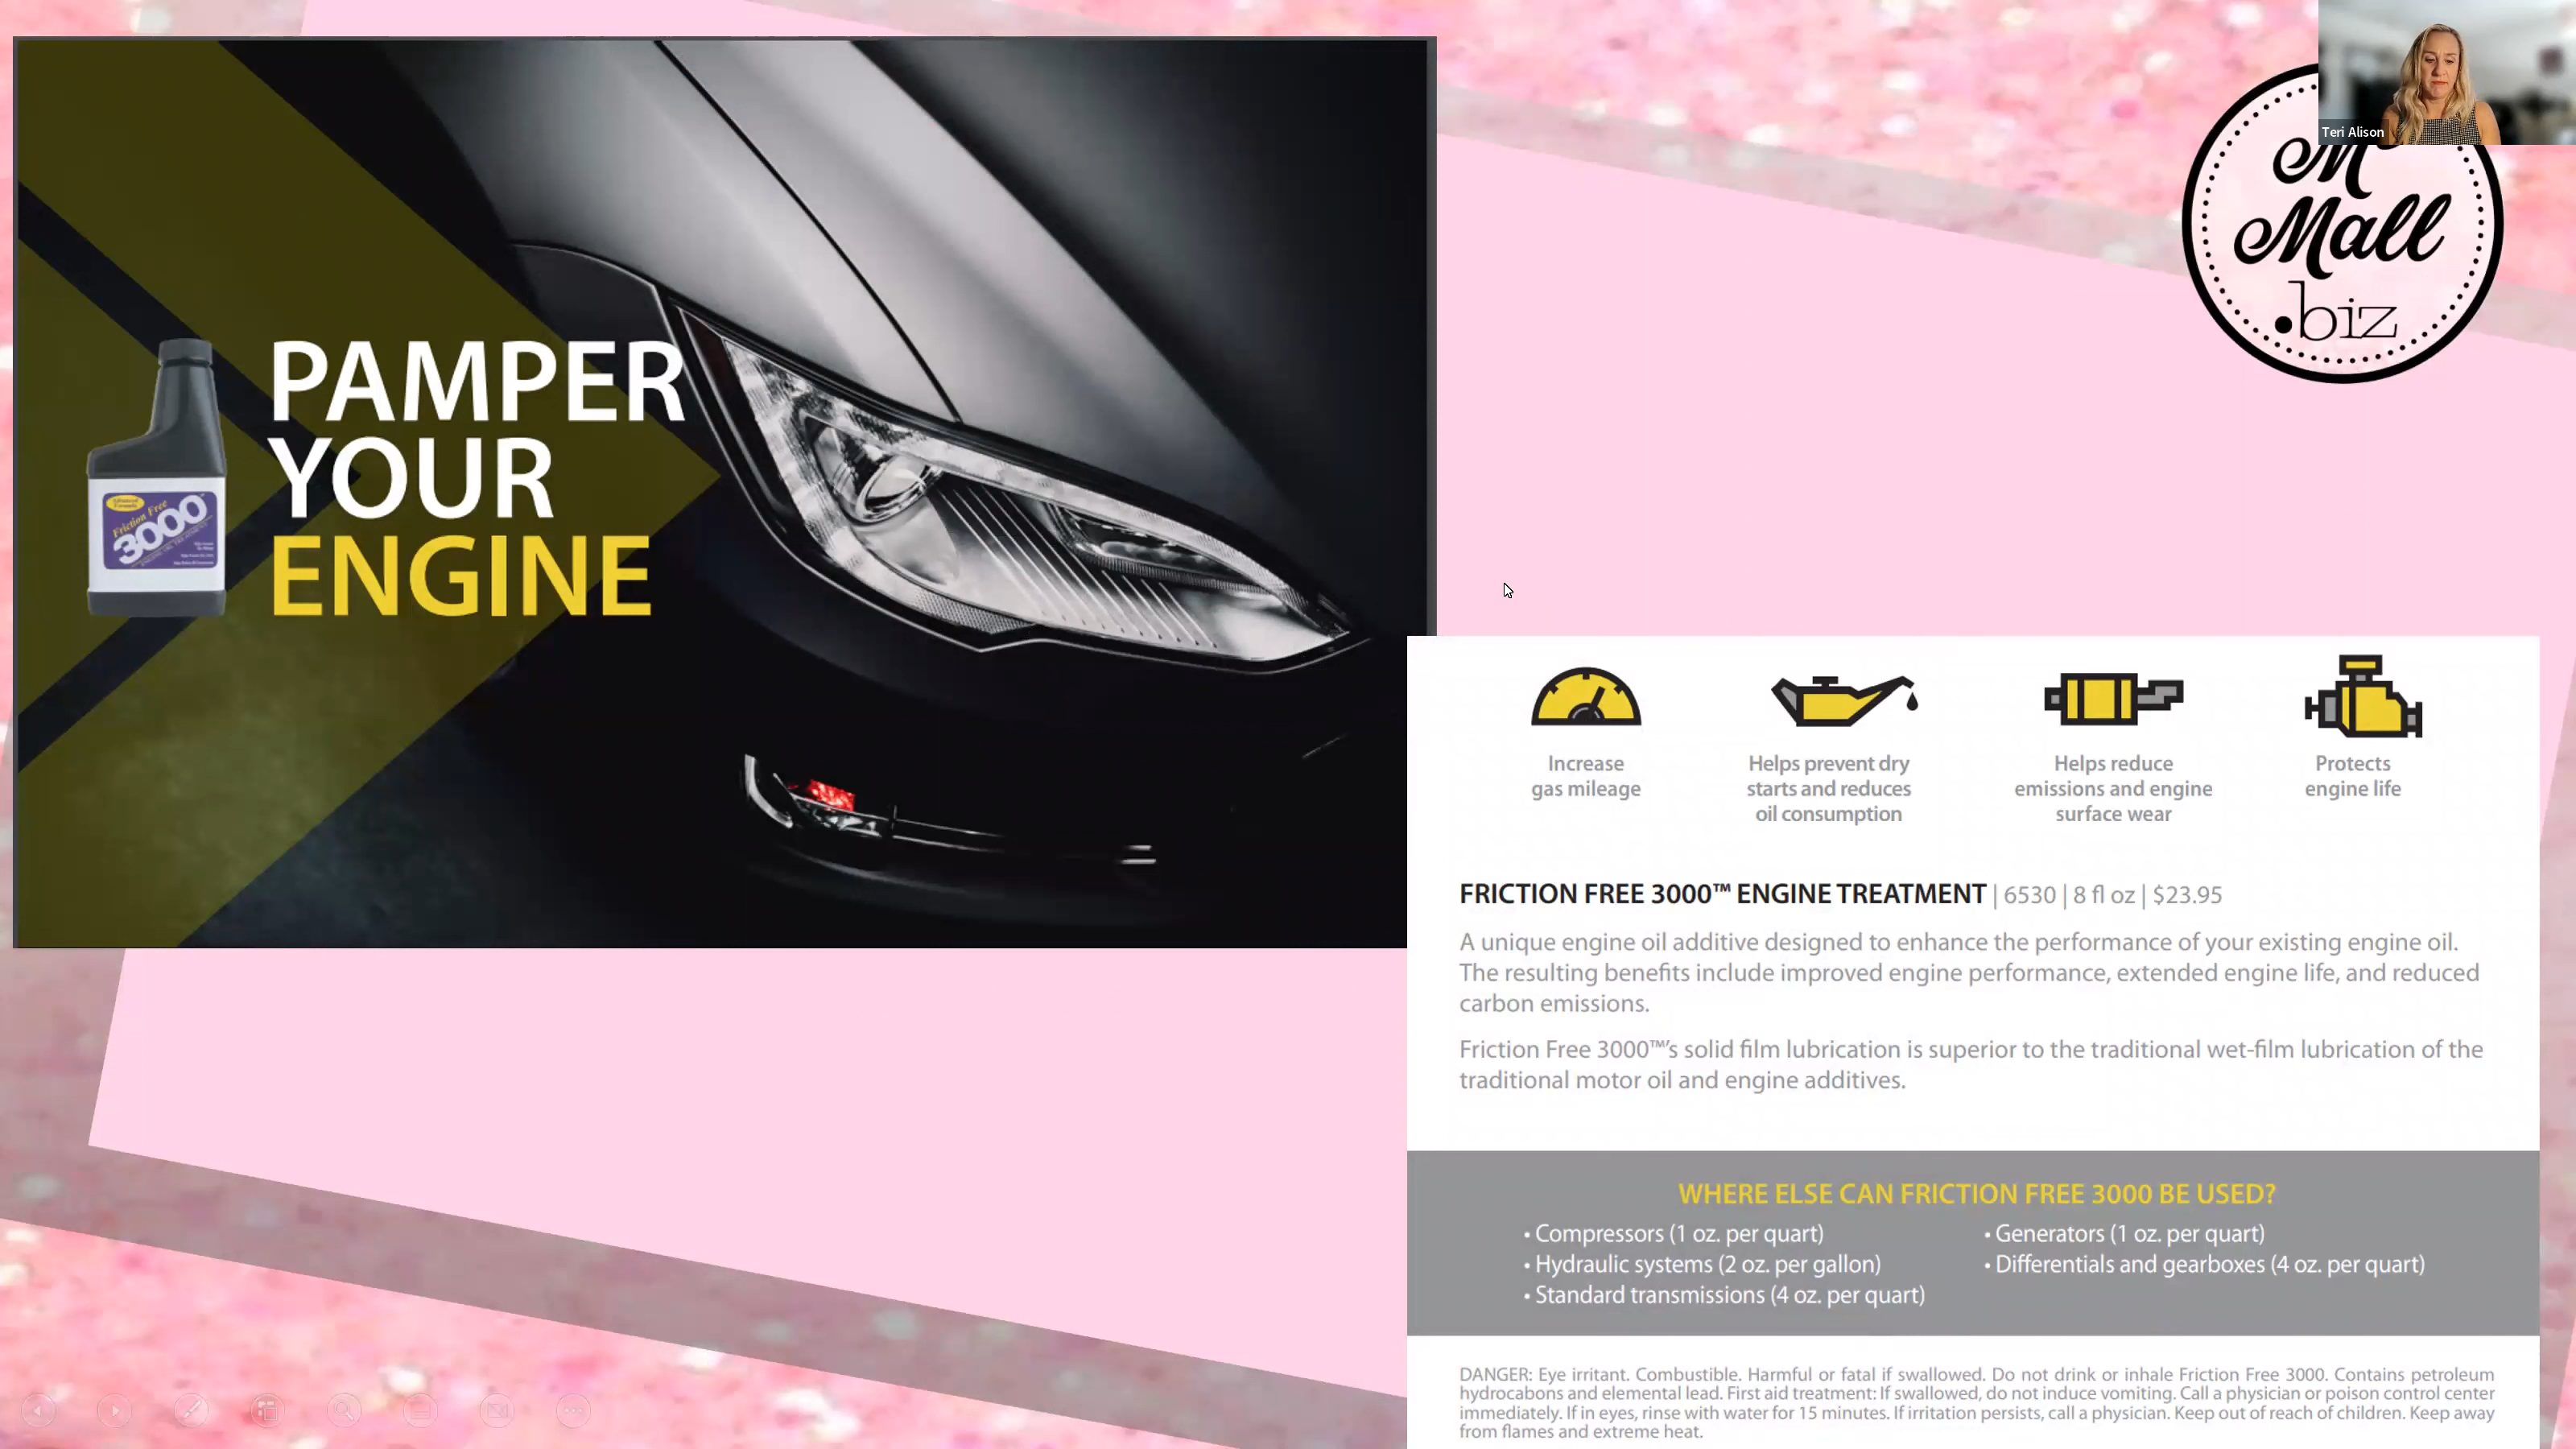 PAMPER
YOUR
ENGINE
Friction Free
3000
Teri Alison
M
Mall
.biz
Increase
gas mileage
Helps prevent dry
starts and reduces
oil consumption
Helps reduce
emissions and engine
surface wear
Protects
engine life
FRICTION FREE 3000™ ENGINE TREATMENT | 6530 | 8 fl oz | $23.95
A unique engine oil additive designed to enhance the performance of your existing engine oil.
The resulting benefits include improved engine performance, extended engine life, and reduced
carbon emissions.
Friction Free 3000™'s solid film lubrication is superior to the traditional wet-film lubrication of the
traditional motor oil and engine additives.
WHERE ELSE CAN FRICTION FREE 3000 BE USED?
• Compressors (1 oz. per quart)
• Hydraulic systems (2 oz. per gallon)
• Standard transmissions (4 oz. per quart)
• Generators (1 oz. per quart)
• Differentials and gearboxes (4 oz. per quart)
DANGER: Eye irritant. Combustible. Harmful or fatal if swallowed. Do not drink or inhale Friction Free 3000. Contains petroleum
hydrocabons and elemental lead. First aid treatment: If swallowed, do not induce vomiting. Call a physician or poison control center
immediately. If in eyes, rinse with water for 15 minutes. If irritation persists, call a physician. Keep out of reach of children. Keep away
from flames and extreme heat.